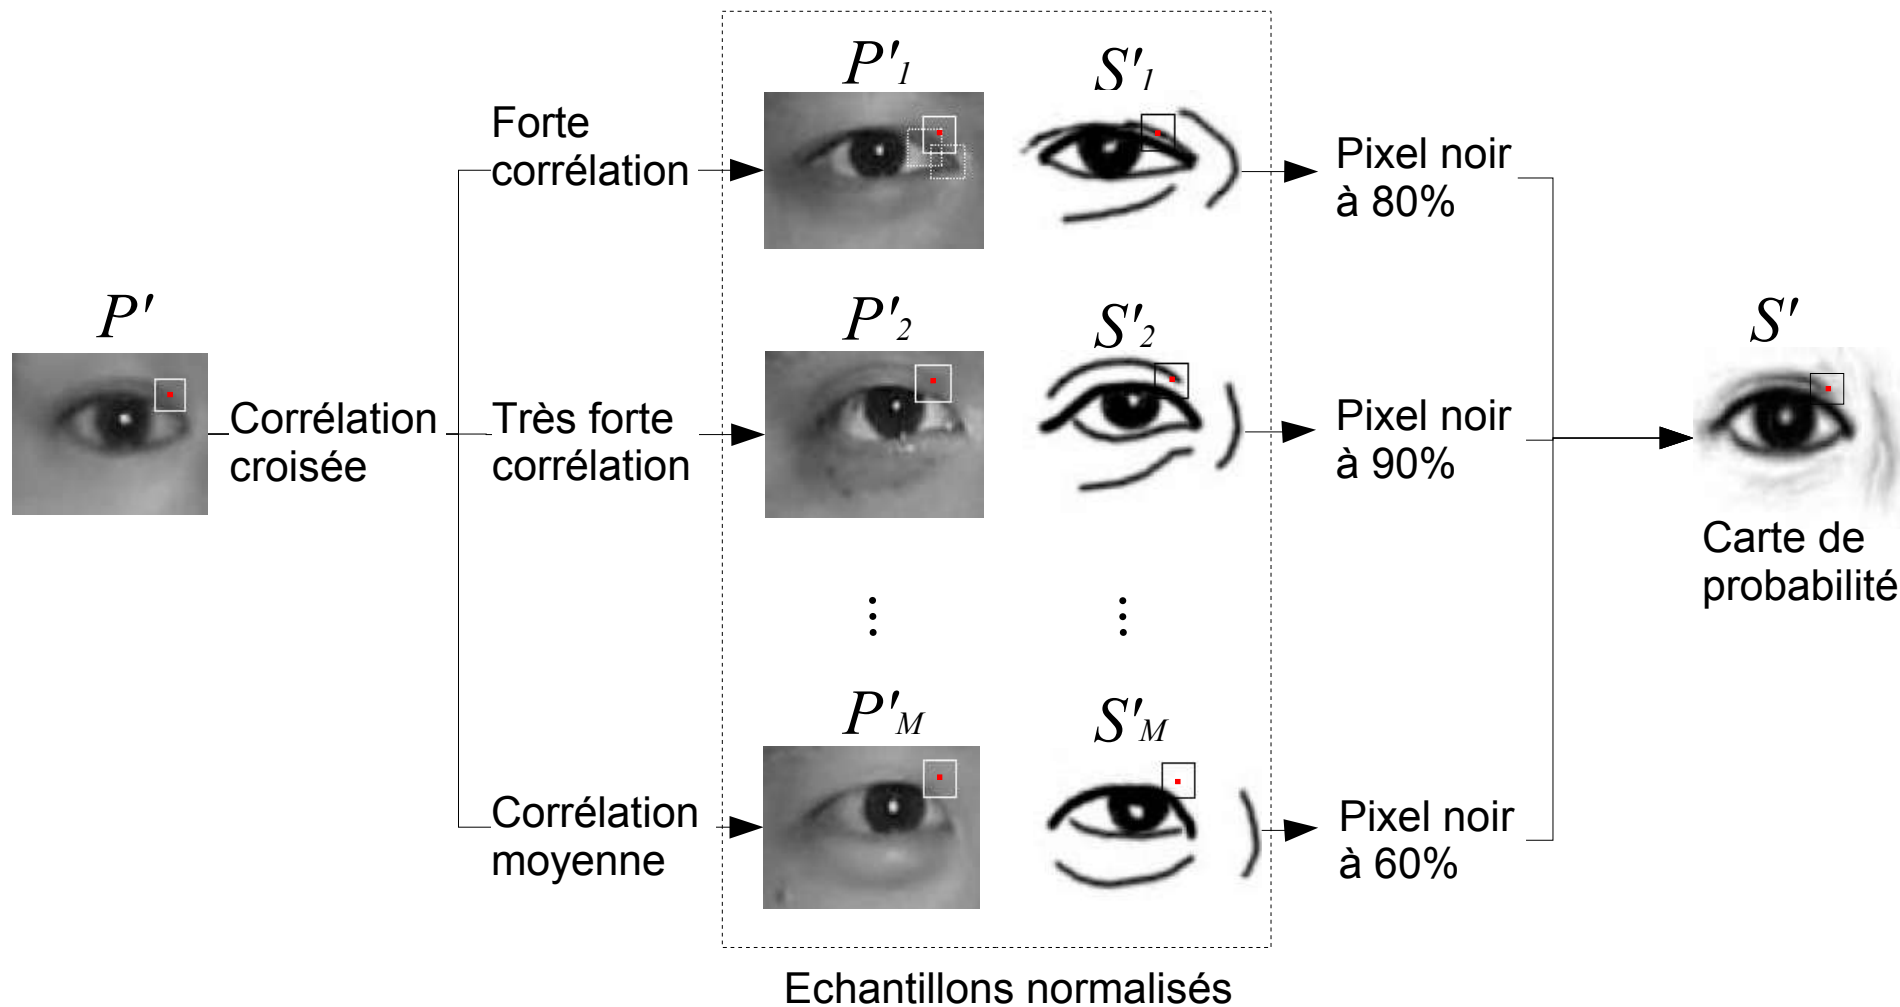 P'1
S'1
Forte
corrélation
Pixel noir
à 80%
P'
P'2
S'2
S'
Corrélation
croisée
Très forte
corrélation
Pixel noir
à 90%
Carte de
probabilité
P'M
S'M
Corrélation
moyenne
Pixel noir
à 60%
Echantillons normalisés